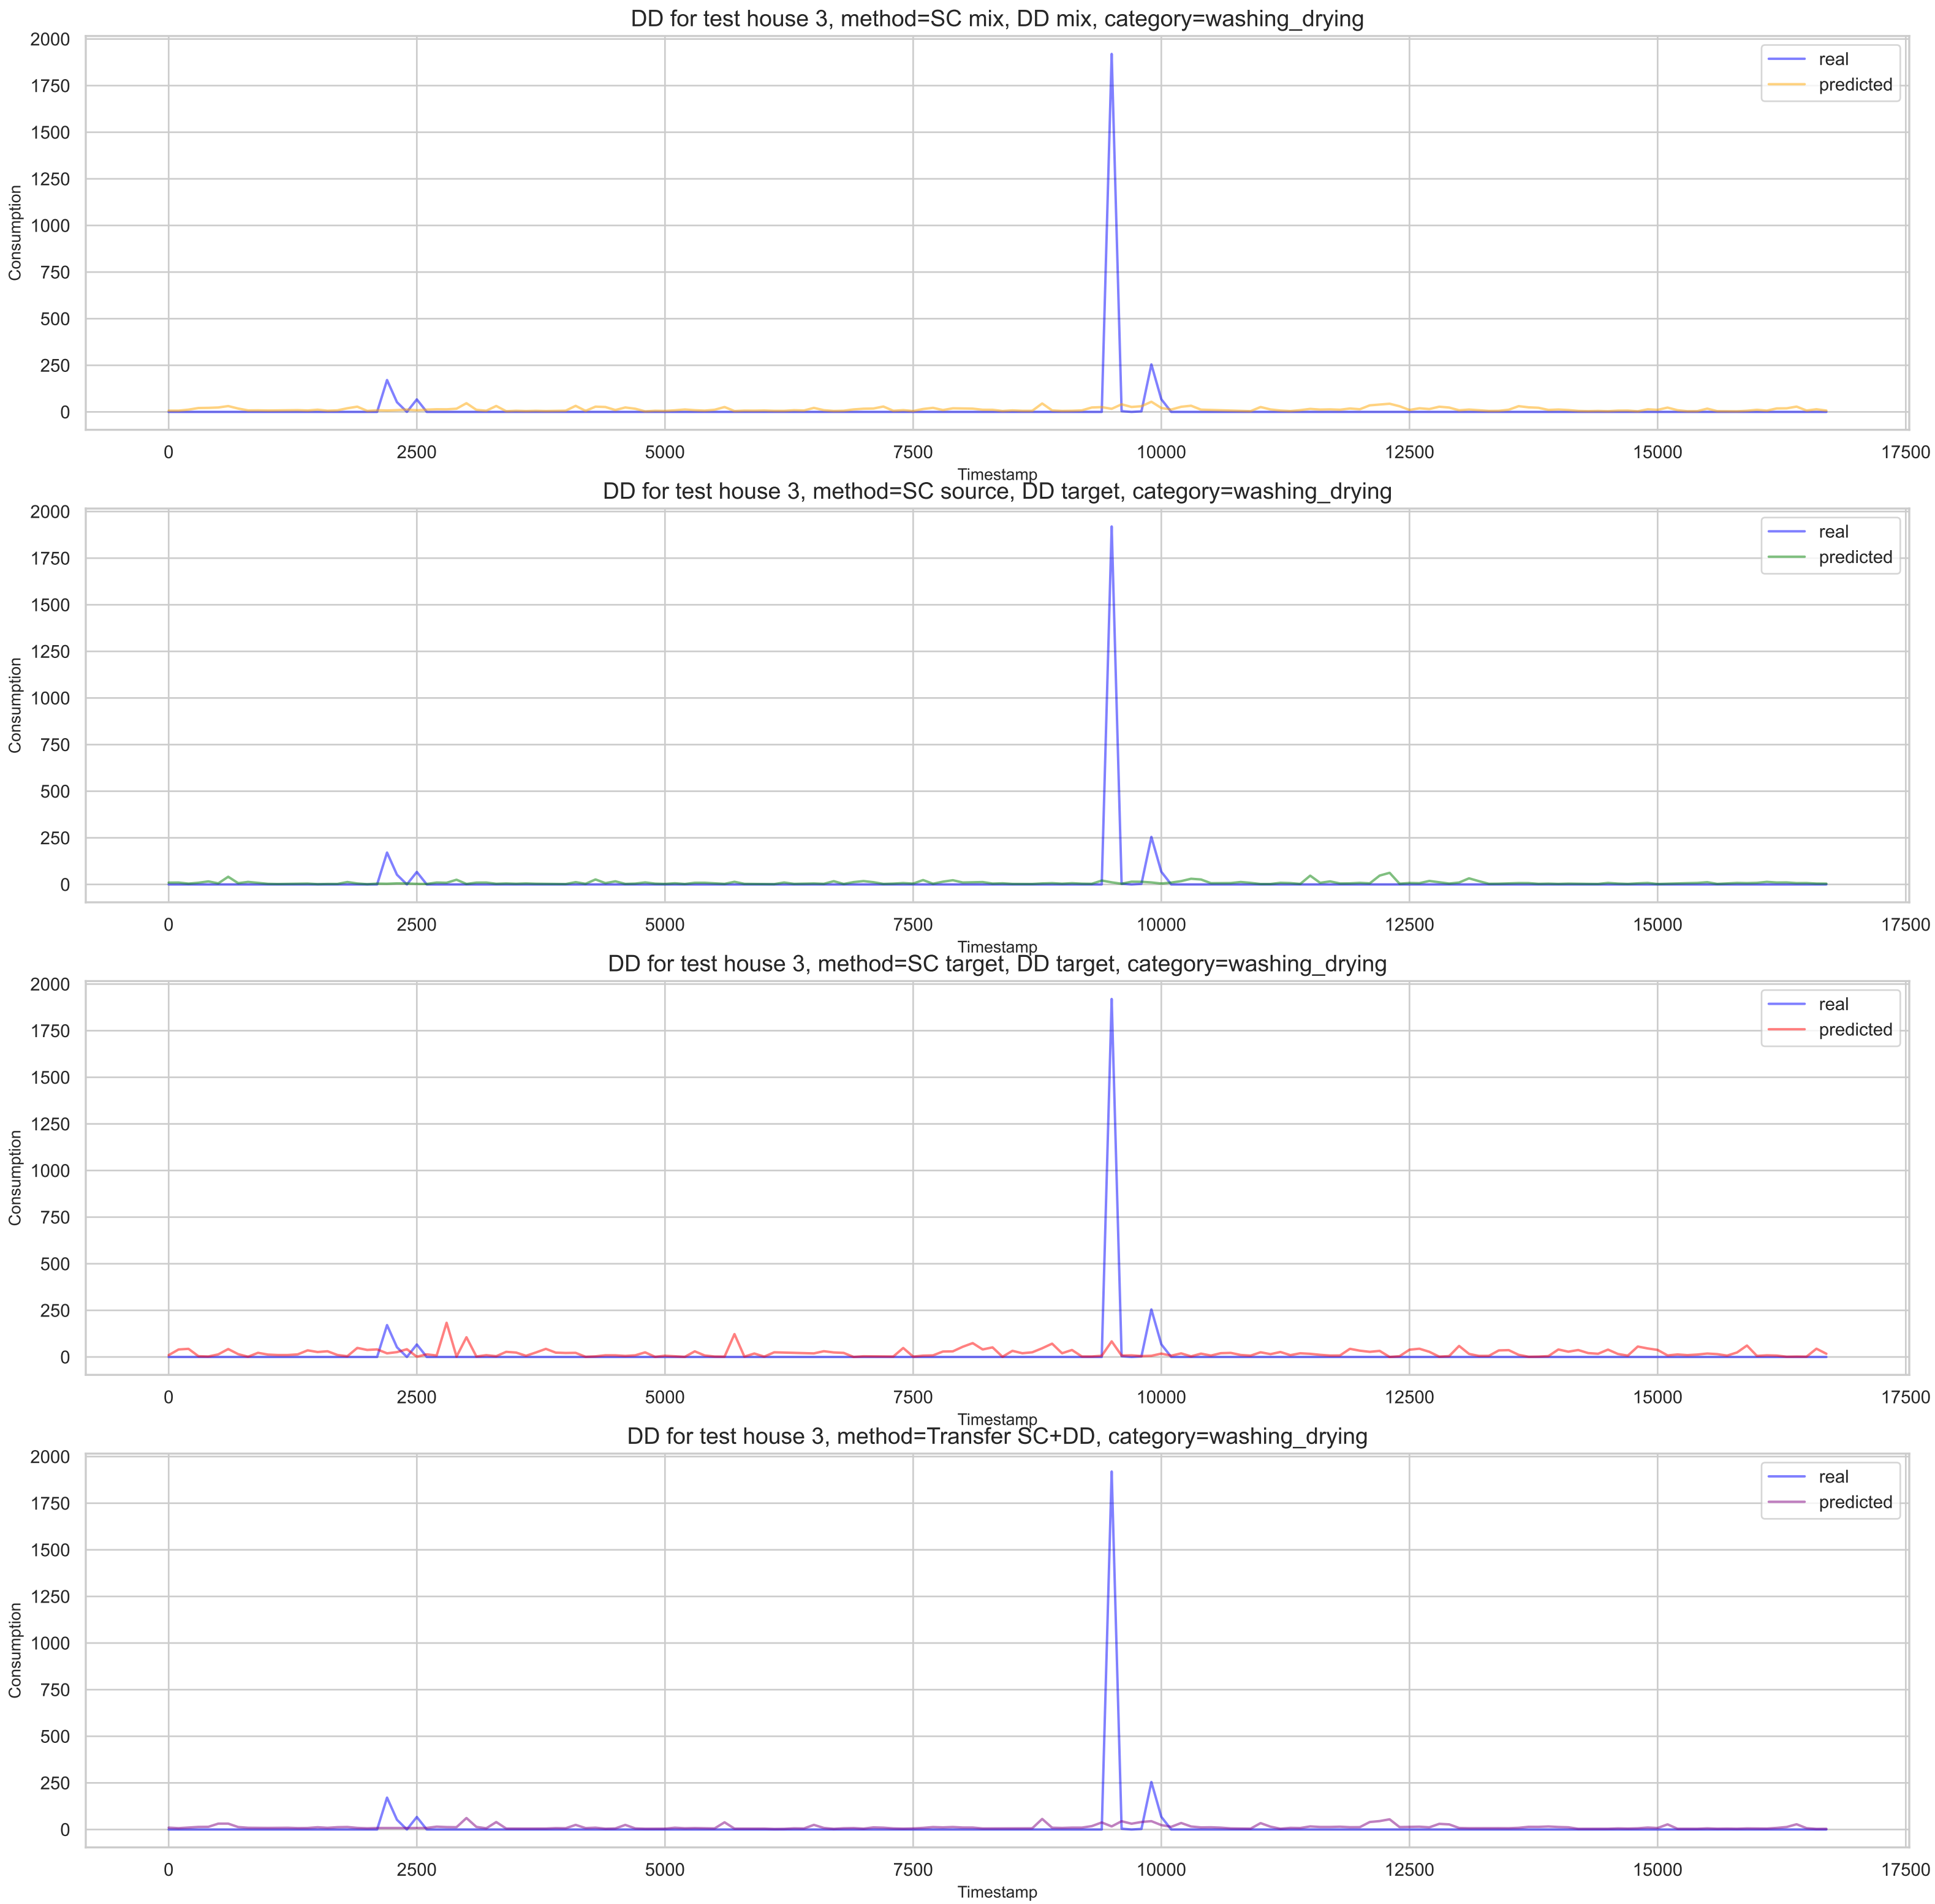 DD for test house 3, method=SC mix, DD mix, category=washing_drying
2000
1750
1500
1250
1000
750
500
250
0
Consumption
real
predicted
0 2500 5000 7500 10000 12500 15000 17500
Timestamp
DD for test house 3, method=SC source, DD target, category=washing_drying
2000
1750
1500
1250
1000
750
500
250
0
Consumption
real
predicted
0 2500 5000 7500 10000 12500 15000 17500
Timestamp
DD for test house 3, method=SC target, DD target, category=washing_drying
2000
1750
1500
1250
1000
750
500
250
0
Consumption
real
predicted
0 2500 5000 7500 10000 12500 15000 17500
Timestamp
DD for test house 3, method=Transfer SC+DD, category=washing_drying
2000
1750
1500
1250
1000
750
500
250
0
Consumption
real
predicted
0 2500 5000 7500 10000 12500 15000 17500
Timestamp